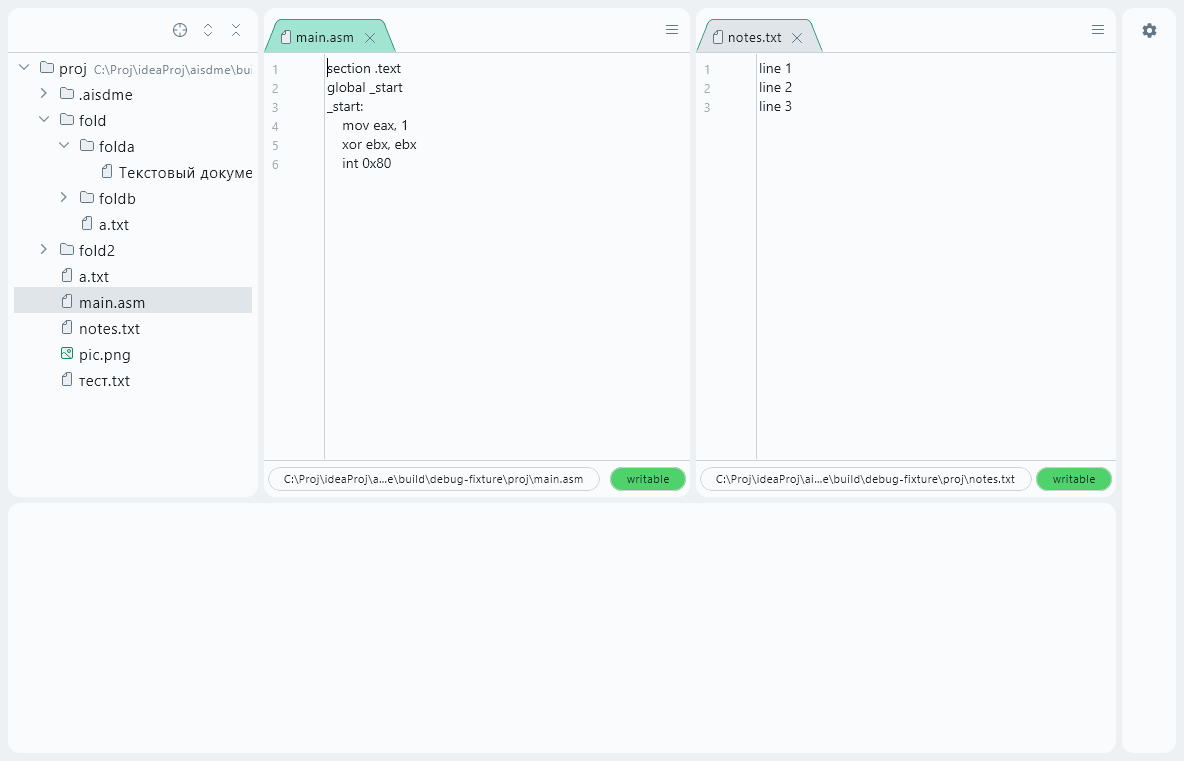 proj C:\Proj\ideaProj\aisdme\bu
.aisdme
fold
folda
Текстовый докуме
foldb
a.txt
fold2
a.txt
main.asm
notes.txt
pic.png
тест.txt
main.asm
1 section .text
2 global _start
3 _start:
4 mov eax, 1
5 xor ebx, ebx
6 int 0x80
C:\Proj\ideaProj\a...e\build\debug-fixture\proj\main.asm writable
notes.txt
1 line 1
2 line 2
3 line 3
C:\Proj\ideaProj\ai...e\build\debug-fixture\proj\notes.txt writable